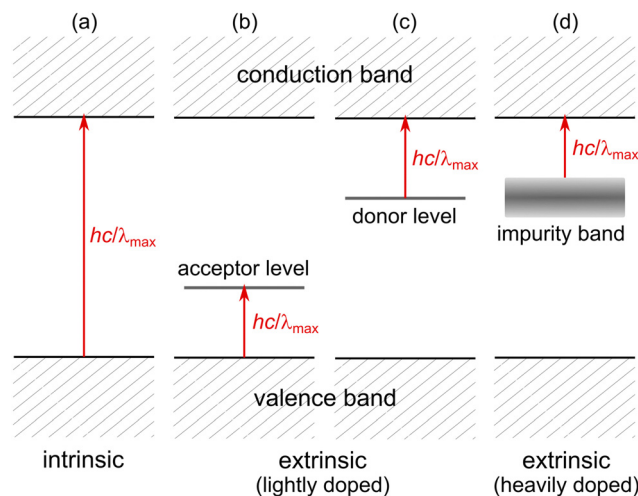 (a)
(b)
(c)
(d)
conduction band
hc/λmax
hc/λmax
hc/λmax
donor level
impurity band
acceptor level
hc/λmax
valence band
intrinsic
extrinsic
(lightly doped)
extrinsic
(heavily doped)